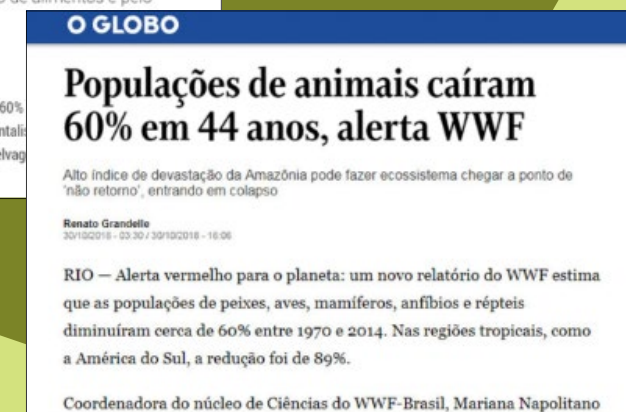 de alimentos e pelo
60%
O GLOBO
Populações de animais caíram
60% em 44 anos, alerta WWF
Alto índice de devastação da Amazônia pode fazer ecossistema chegar a ponto de
'não retorno', entrando em colapso
Renato Grandelle
30/10/2018 - 03:30 / 30/10/2018 - 16:06
RIO — Alerta vermelho para o planeta: um novo relatório do WWF estima
que as populações de peixes, aves, mamíferos, anfíbios e répteis
diminuíram cerca de 60% entre 1970 e 2014. Nas regiões tropicais, como
a América do Sul, a redução foi de 89%.
Coordenadora do núcleo de Ciências do WWF-Brasil, Mariana Napolitano